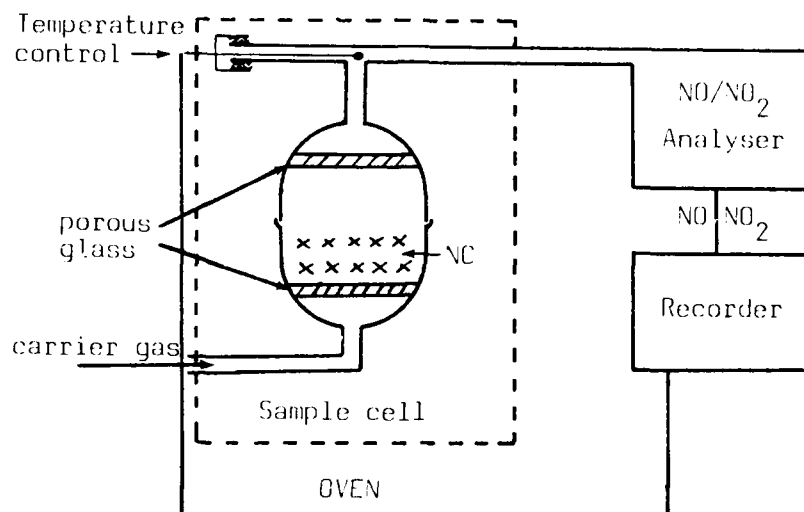 Temperature
control
NO/NO2
Analyser
porous
glass
NO NO2
NC
Recorder
carrier gas
Sample cell
OVEN